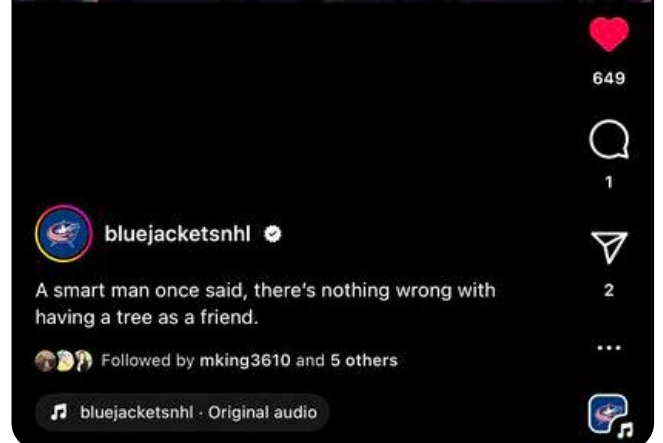 649
1
bluejacketsnhl
A smart man once said, there's nothing wrong with
having a tree as a friend.
2
Followed by mking3610 and 5 others
bluejacketsnhl · Original audio